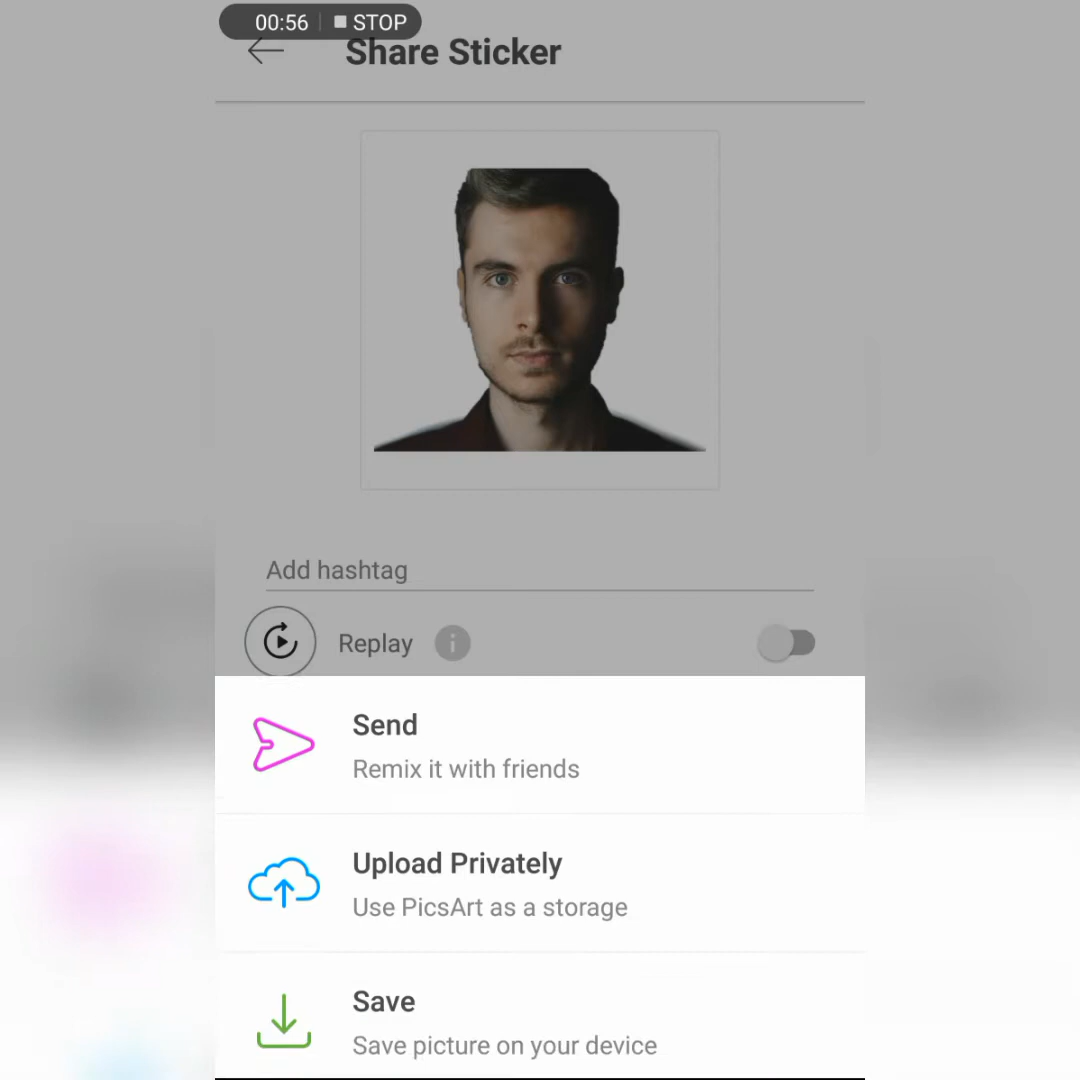 00:56 STOP
Share Sticker
Add hashtag
Replay
Send
Remix it with friends
Upload Privately
Use PicsArt as a storage
Save
Save picture on your device